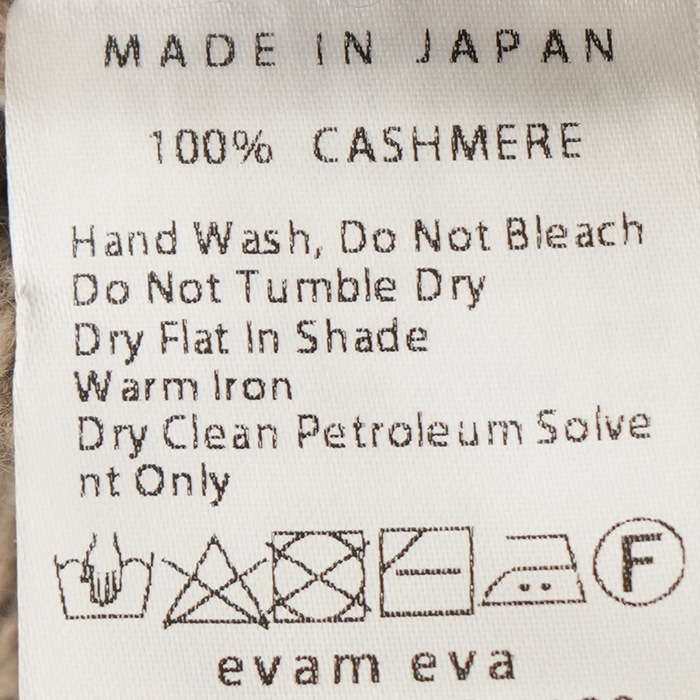 MADE IN JAPAN
100% CASHMERE
Hand Wash, Do Not Bleach
Do Not Tumble Dry
Dry Flat In Shade
Warm Iron
Dry Clean Petroleum Solve
nt Only
F
evam eva